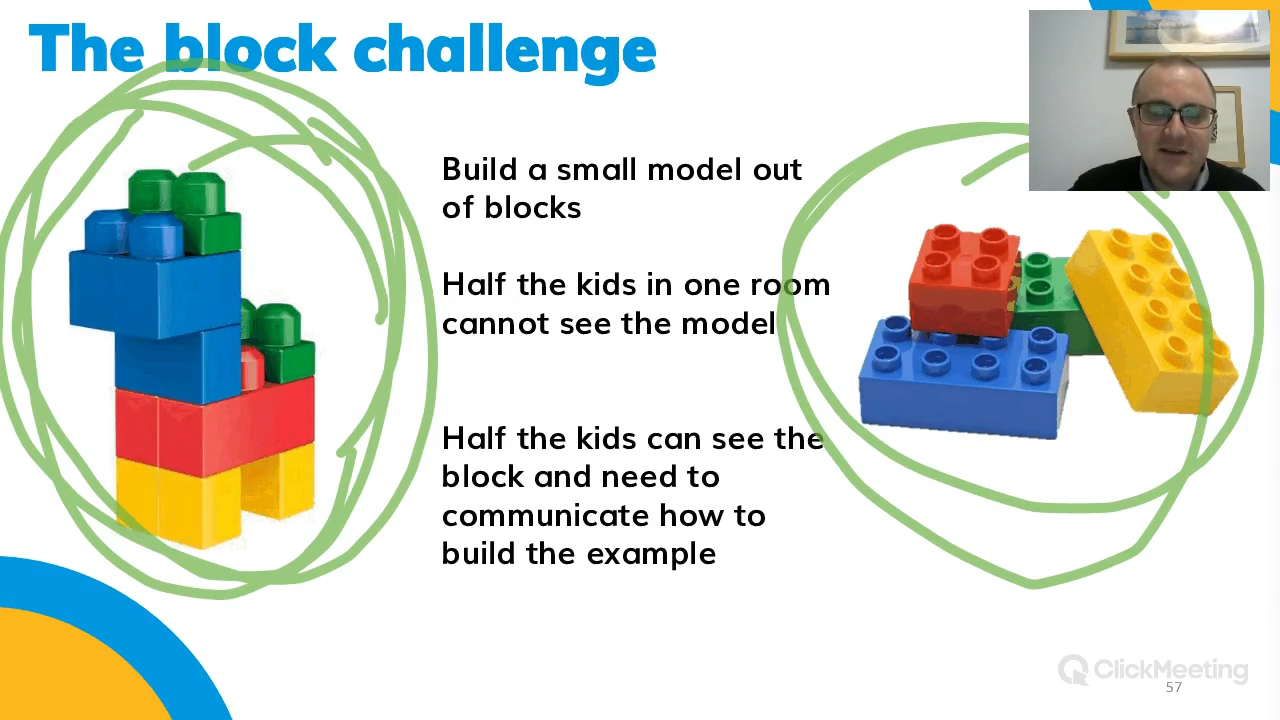 The block challenge
Build a small model out
of blocks
Half the kids in one room
cannot see the model
Half the kids can see the
block and need to
communicate how to
build the example
ClickMeeting
57